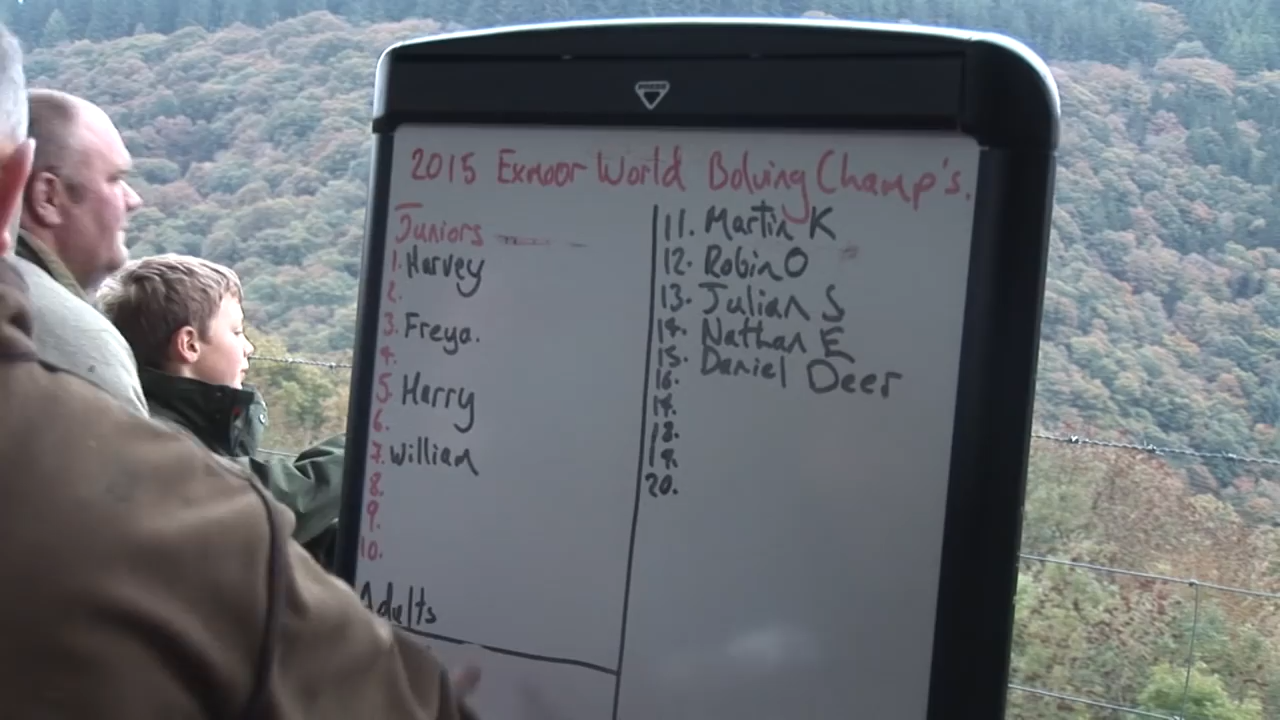 2015 Exmoor World Bolving Champ's.
Juniors
1. Harvey
2.
3. Freya.
4.
5. Harry
6.
7. William
8.
9.
10.
Adults
11. Martin K
12. Robin O
13. Julian S
14. Nathan E
15. Daniel Deer
16.
17.
18.
19.
20.